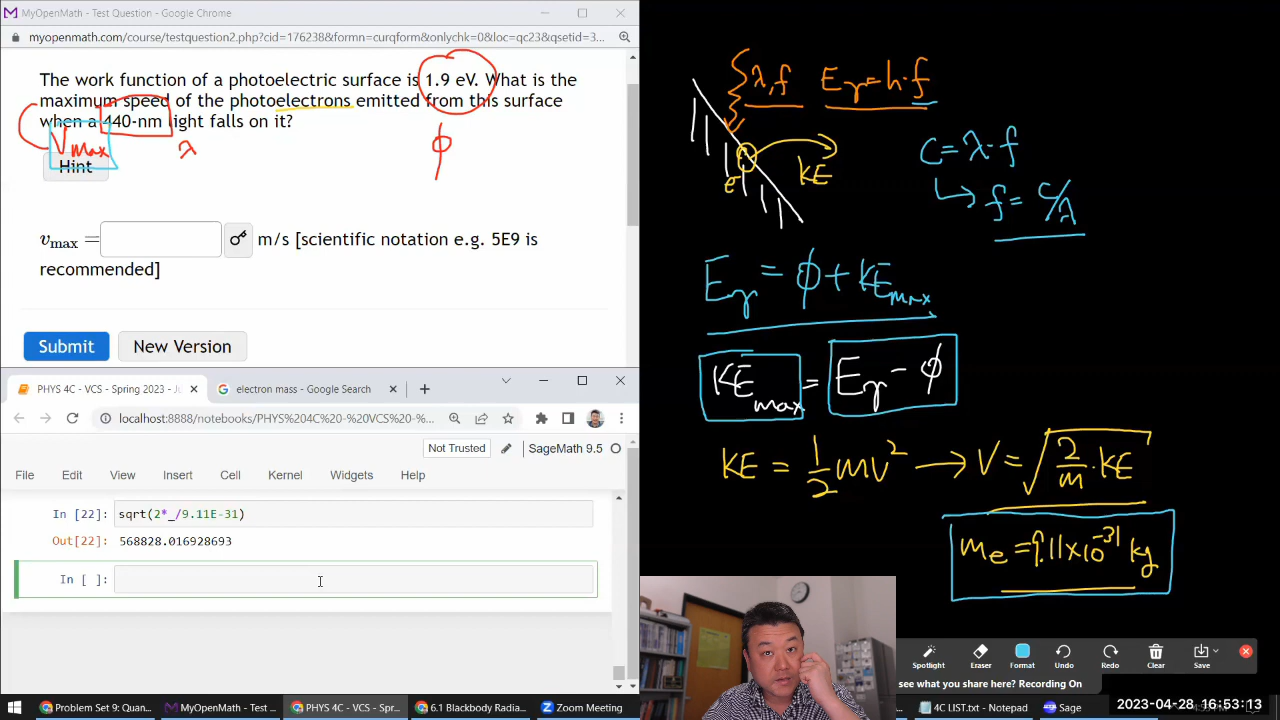 MyOpenMath - Test Question - Google Chrome
myopenmath.com/course/testquestion2.php?cid=176238&formn=curqform&onlychk=0&loc=qc23&qsetid=3...
The work function of a photoelectric surface is 1.9 eV. What is the
maximum speed of the photoelectrons emitted from this surface
when a 440-nm light falls on it?
Vmax
λ
ϕ
Hint
vmax = m/s [scientific notation e.g. 5E9 is
recommended]
Submit
New Version
PHYS 4C - VCS - Spring - Ju
electron mass - Google Search
localhost:8888/notebooks/PHYS%204C%20-%20VCS%20-%...
Not Trusted
SageMath 9.5
File Edit View Insert Cell Kernel Widgets Help
In [22]: sqrt(2*_/9.11E-31)
Out[22]: 568828.016928693
In [ ]:
λ,f Eγ=h·f
e⁻ KE
C=λ·f
↳ f= C/λ
Eγ = ϕ + KEmax
KEmax = Eγ - ϕ
KE = 1/2 mv² → V = √(2/m · KE)
me = 9.11×10⁻³¹ kg
Spotlight Eraser Format Undo Redo Clear Save
see what you share here? Recording On
Problem Set 9: Quan...
MyOpenMath - Test...
PHYS 4C - VCS - Spri...
6.1 Blackbody Radia...
Zoom Meeting
4C LIST.txt - Notepad
Sage
2023-04-28 16:53:13